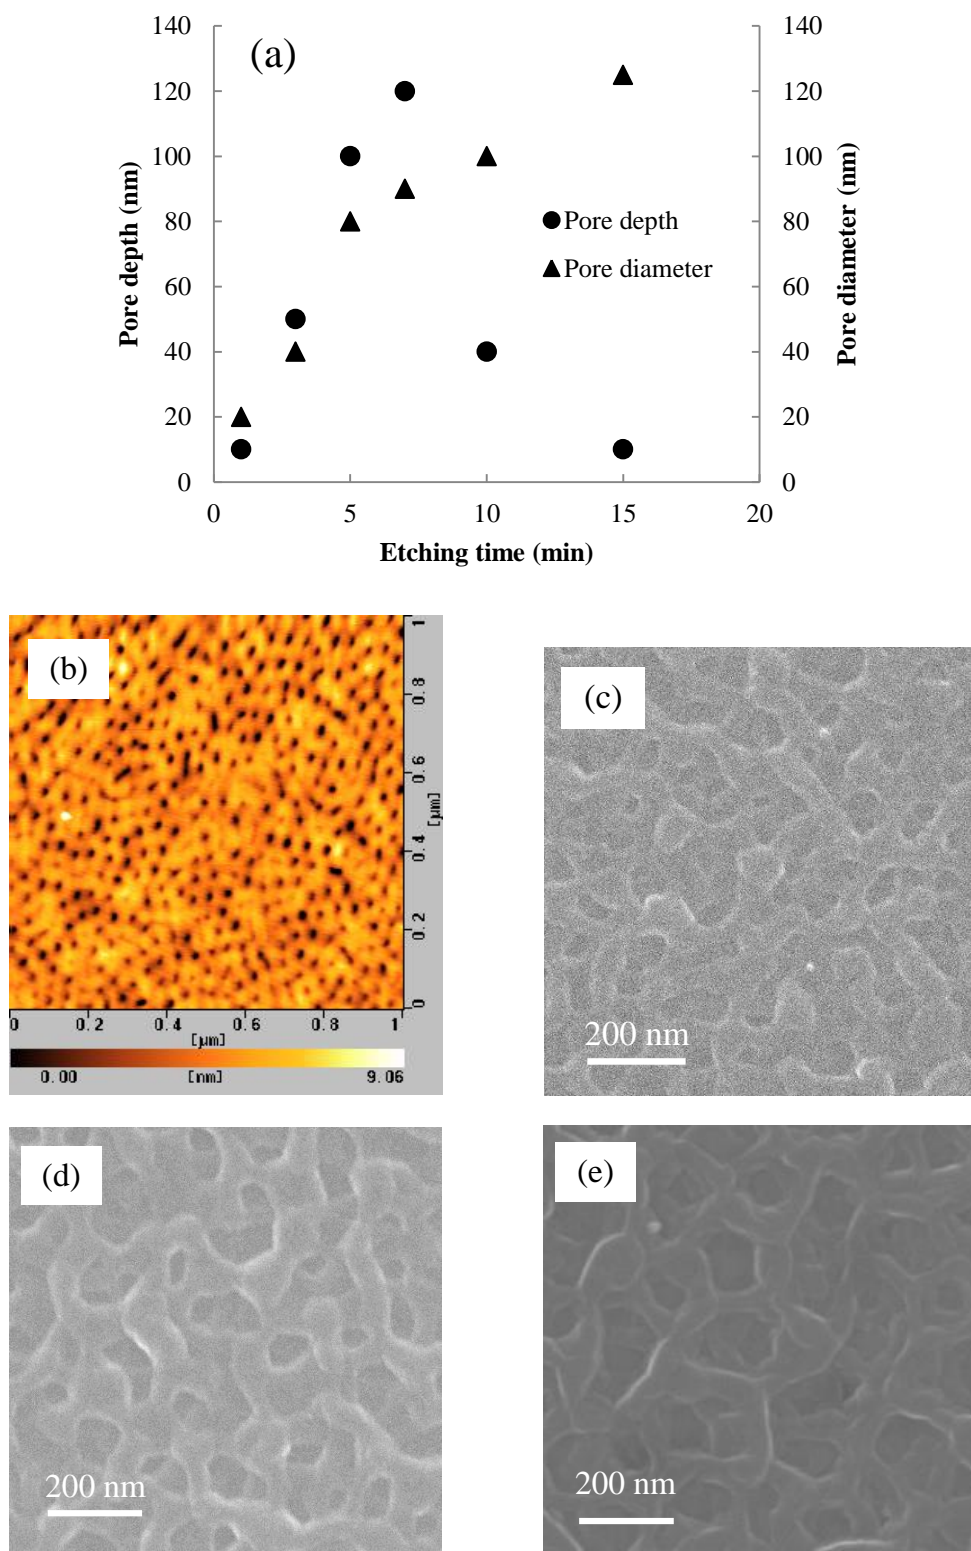 (a)
140
120
100
80
60
40
20
0
Pore depth (nm)
140
120
100
80
60
40
20
0
Pore diameter (nm)
Pore depth
Pore diameter
0 5 10 15 20
Etching time (min)
(b)
1
0.8
0.6
[µm]
0.4
0.2
0
0 0.2 0.4 0.6 0.8 1
[µm]
0.00 [nm] 9.06
(c)
200 nm
(d)
200 nm
(e)
200 nm